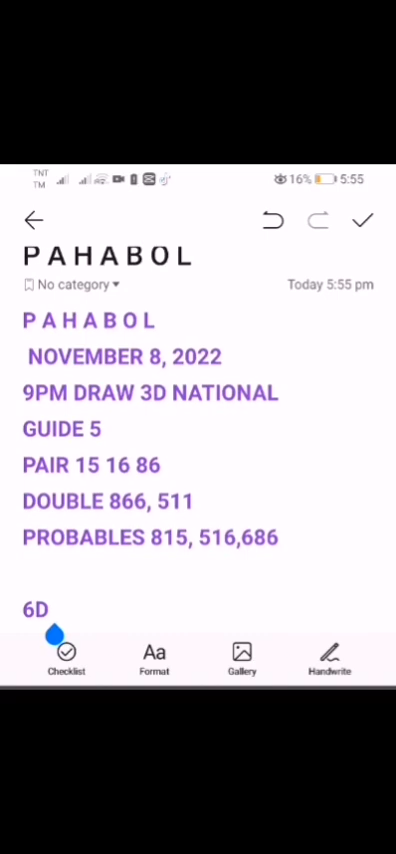 TNT
TM
16% 5:55
P A H A B O L
No category
Today 5:55 pm
P A H A B O L
NOVEMBER 8, 2022
9PM DRAW 3D NATIONAL
GUIDE 5
PAIR 15 16 86
DOUBLE 866, 511
PROBABLES 815, 516,686
6D
Checklist
Aa
Format
Gallery
Handwrite